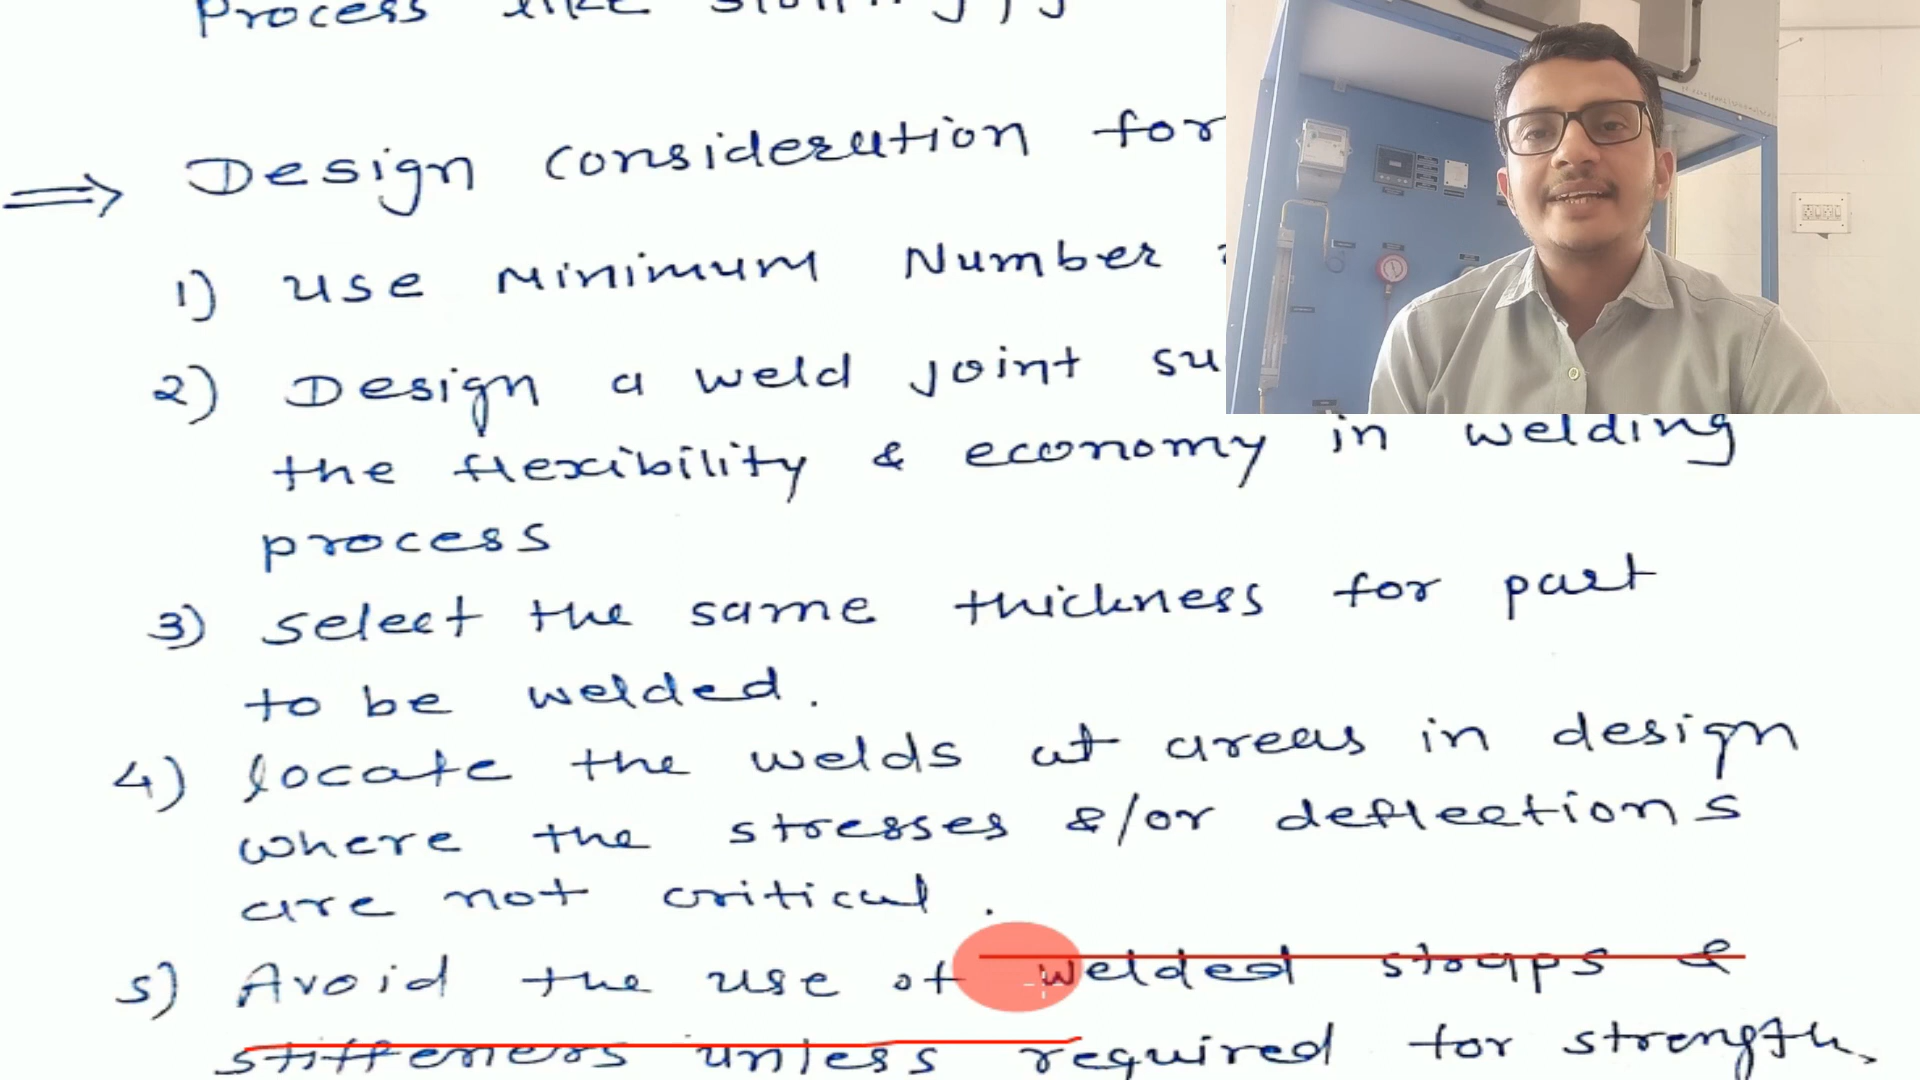 Process like
⇒ Design consideration for
1) Use Minimum Number
2) Design a weld joint su
the flexibility & economy in welding
process
3) Select the same thickness for part
to be welded.
4) locate the welds at areas in design
where the stresses &/or deflections
are not critical.
5) Avoid the use of welded straps &
stiffeners unless required for strength,